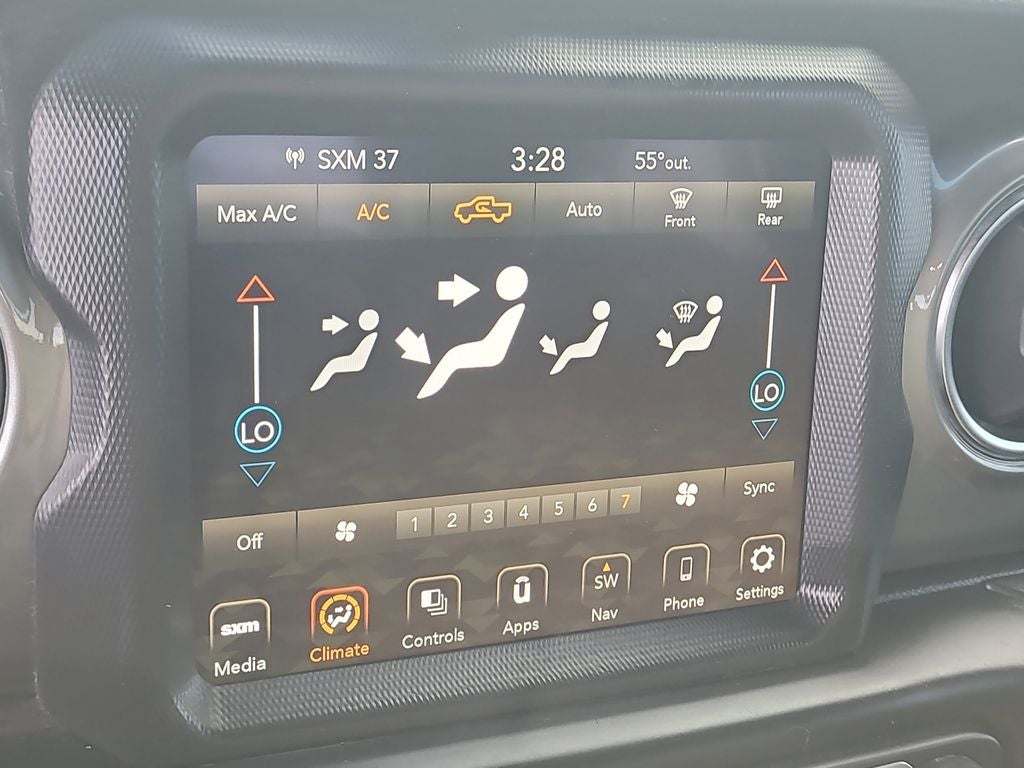 SXM 37 3:28 55°out.
Max A/C A/C Auto Front Rear
LO LO
Off 1 2 3 4 5 6 7 Sync
sxm SW
Media Climate Controls Apps Nav Phone Settings